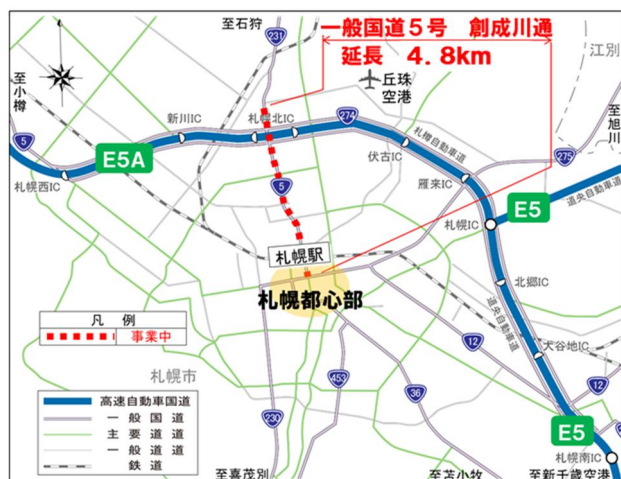 一般国道5号 創成川通
延長 4.8km
至石狩
231
丘珠
空港
江別
至小樽
至旭川
新川IC
札幌北IC
274
札樽自動車道
275
5
E5A
伏古IC
札幌西IC
雁来IC
5
道央自動車道
E5
札幌IC
札幌駅
北郷IC
札幌都心部
道央自動車道
凡 例
事業中
12
大谷地IC
札幌市
453
36
12
高速自動車国道
一般国道
主要道道
一般道道
鉄道
230
E5
札幌南IC
至喜茂別
至苫小牧
至新千歳空港